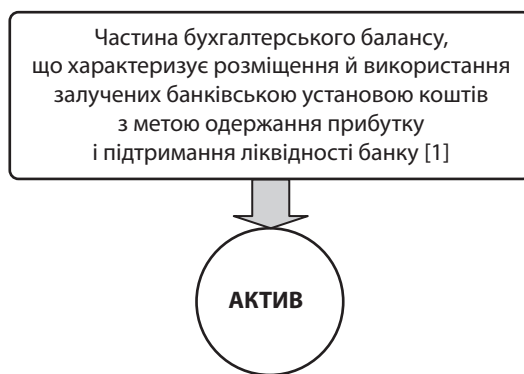 Частина бухгалтерського балансу,
що характеризує розміщення й використання
залучених банківською установою коштів
з метою одержання прибутку
і підтримання ліквідності банку [1]
АКТИВ